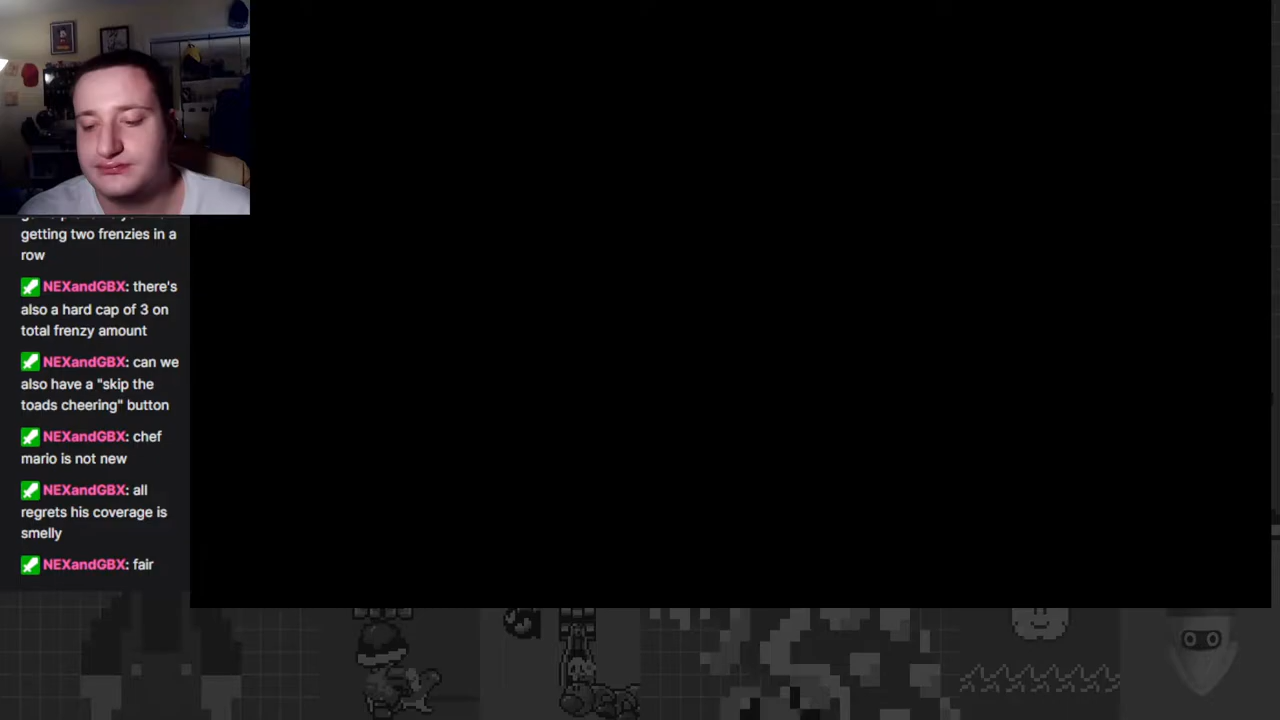 getting two frenzies in a
row
NEXandGBX: there's
also a hard cap of 3 on
total frenzy amount
NEXandGBX: can we
also have a "skip the
toads cheering" button
NEXandGBX: chef
mario is not new
NEXandGBX: all
regrets his coverage is
smelly
NEXandGBX: fair